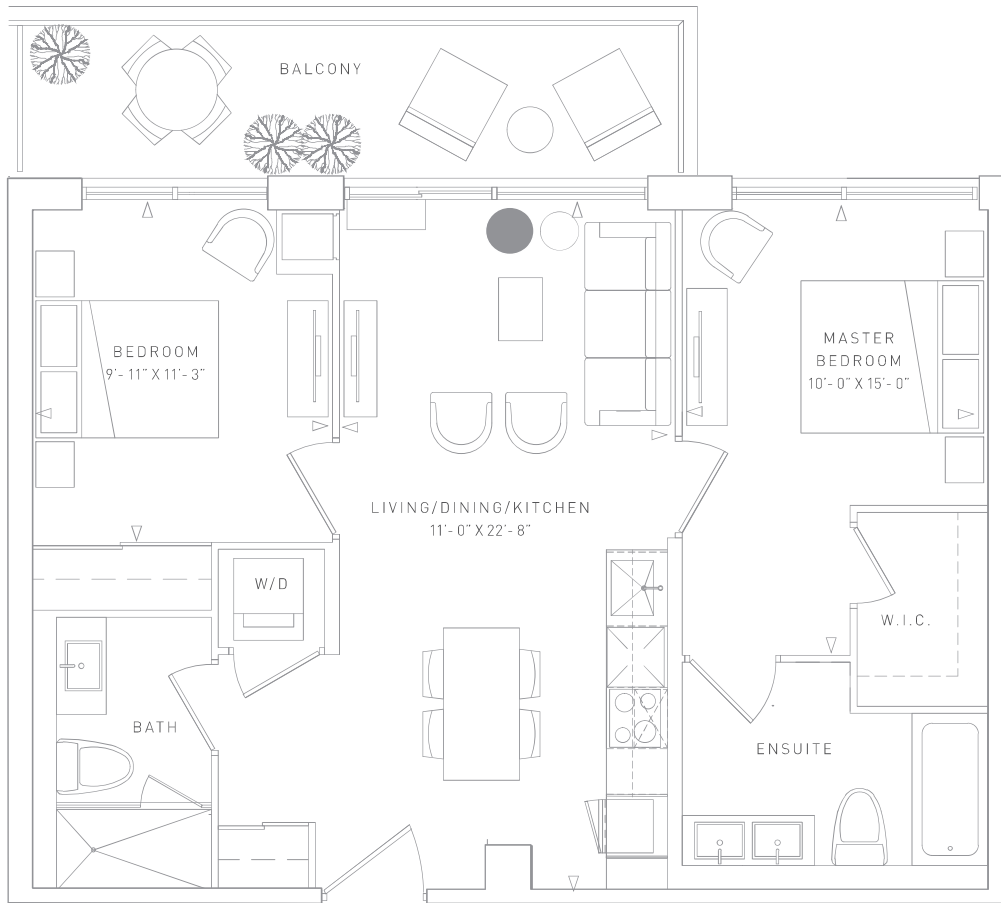 BALCONY
BEDROOM
9'- 11" X 11'- 3"
MASTER
BEDROOM
10'- 0" X 15'- 0"
LIVING/DINING/KITCHEN
11'- 0" X 22'- 8"
W/D
W.I.C.
BATH
ENSUITE